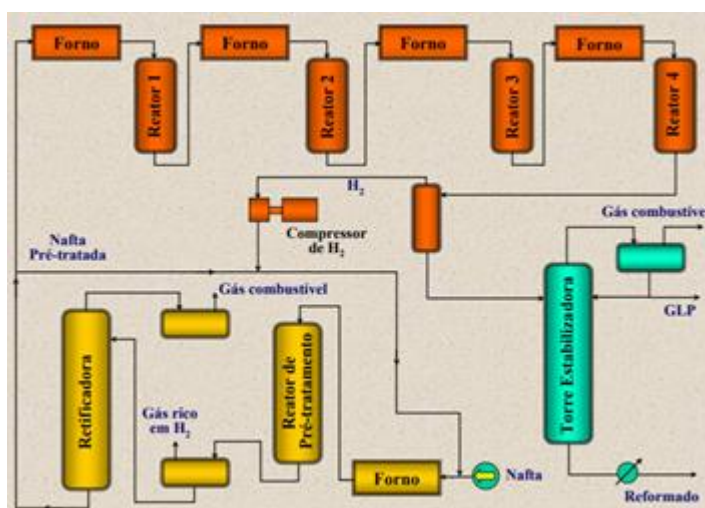 Forno
Forno
Forno
Forno
Reator 1
Reator 2
Reator 3
Reator 4
H₂
Compressor
de H₂
Nafta
Pré-tratada
Gás combustíve
GLP
Torre Estabilizadora
Reformado
Gás combustível
Retificadora
Gás rico
em H₂
Reator de
Pré-tratamento
Forno
Nafta